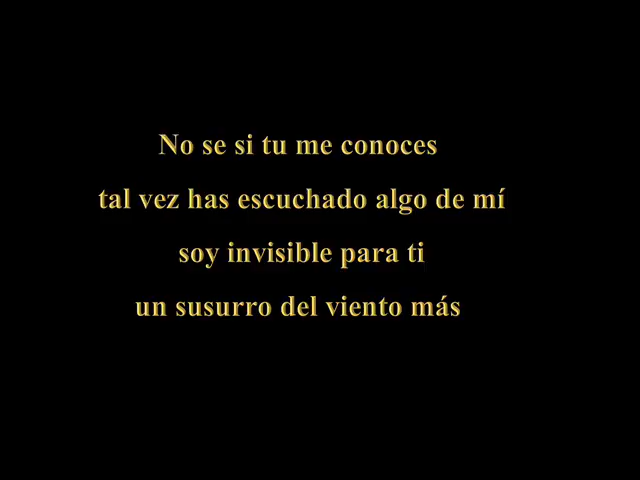 No se si tu me conoces
tal vez has escuchado algo de mí
soy invisible para ti
un susurro del viento más